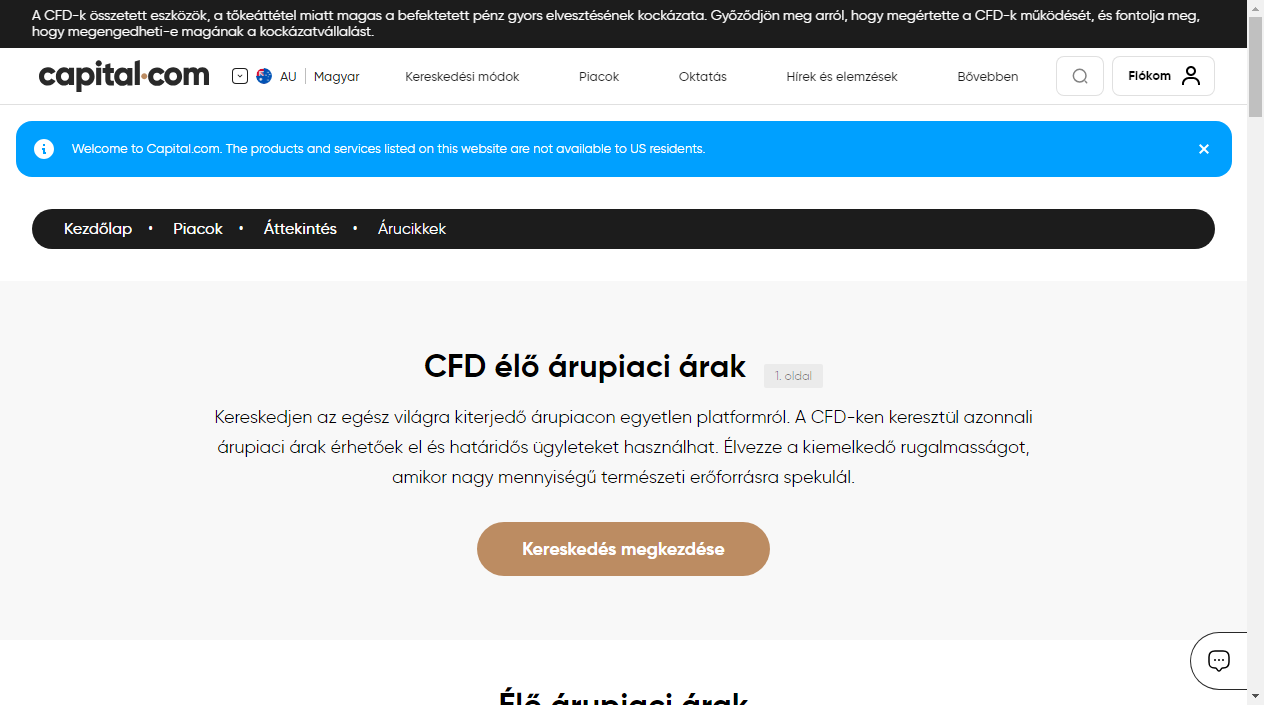 A CFD-k összetett eszközök, a tőkeáttétel miatt magas a befektetett pénz gyors elvesztésének kockázata. Győződjön meg arról, hogy megértette a CFD-k működését, és fontolja meg,
hogy megengedheti-e magának a kockázatvállalást.
capital.com AU Magyar Kereskedési módok Piacok Oktatás Hírek és elemzések Bővebben Fiókom
Welcome to Capital.com. The products and services listed on this website are not available to US residents.
Kezdőlap • Piacok • Áttekintés • Árucikkek
CFD élő árupiaci árak 1. oldal
Kereskedjen az egész világra kiterjedő árupiacon egyetlen platformról. A CFD-ken keresztül azonnali
árupiaci árak érhetőek el és határidős ügyleteket használhat. Élvezze a kiemelkedő rugalmasságot,
amikor nagy mennyiségű természeti erőforrásra spekulál.
Kereskedés megkezdése
Élő árupiaci árak